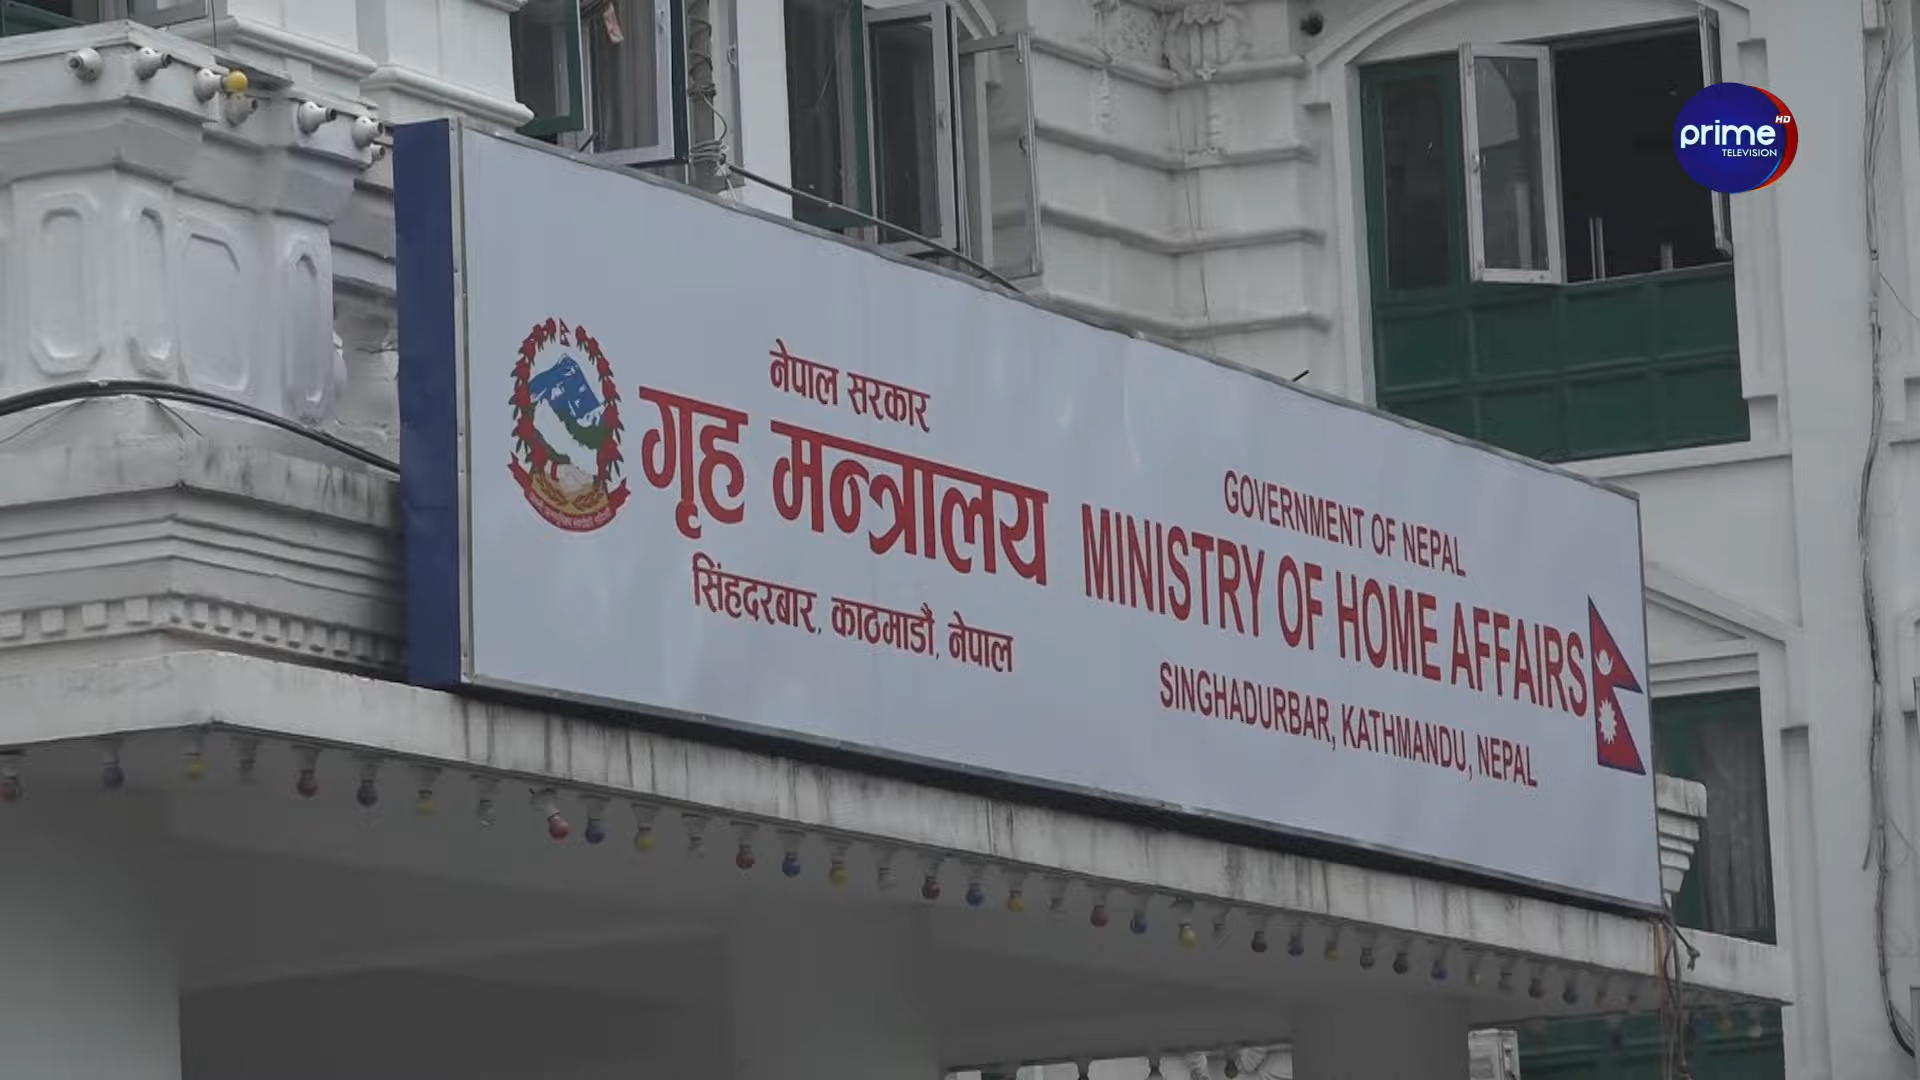 नेपाल सरकार
गृह मन्त्रालय
सिंहदरबार, काठमाडौं, नेपाल
GOVERNMENT OF NEPAL
MINISTRY OF HOME AFFAIRS
SINGHADURBAR, KATHMANDU, NEPAL
prime HD
TELEVISION